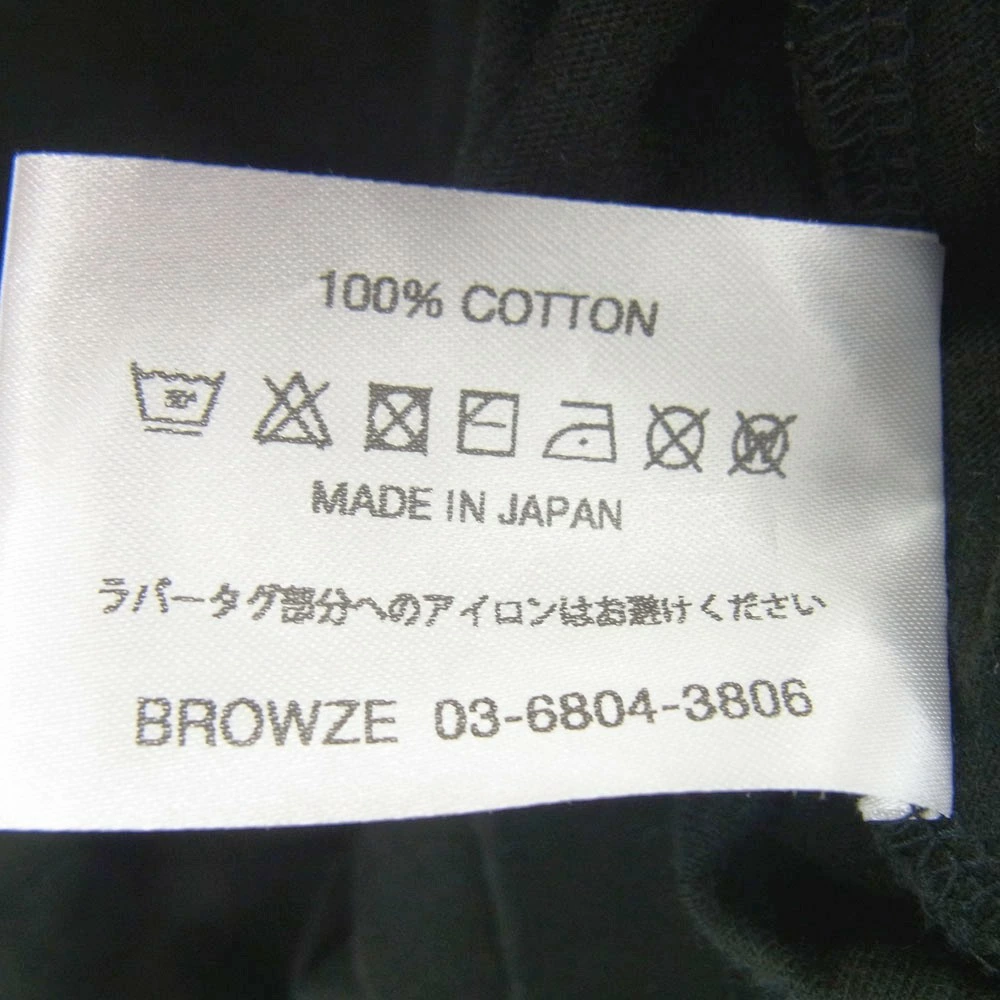 100% COTTON
30°
W
MADE IN JAPAN
ラバータグ部分へのアイロンはお避けください
BROWZE 03-6804-3806